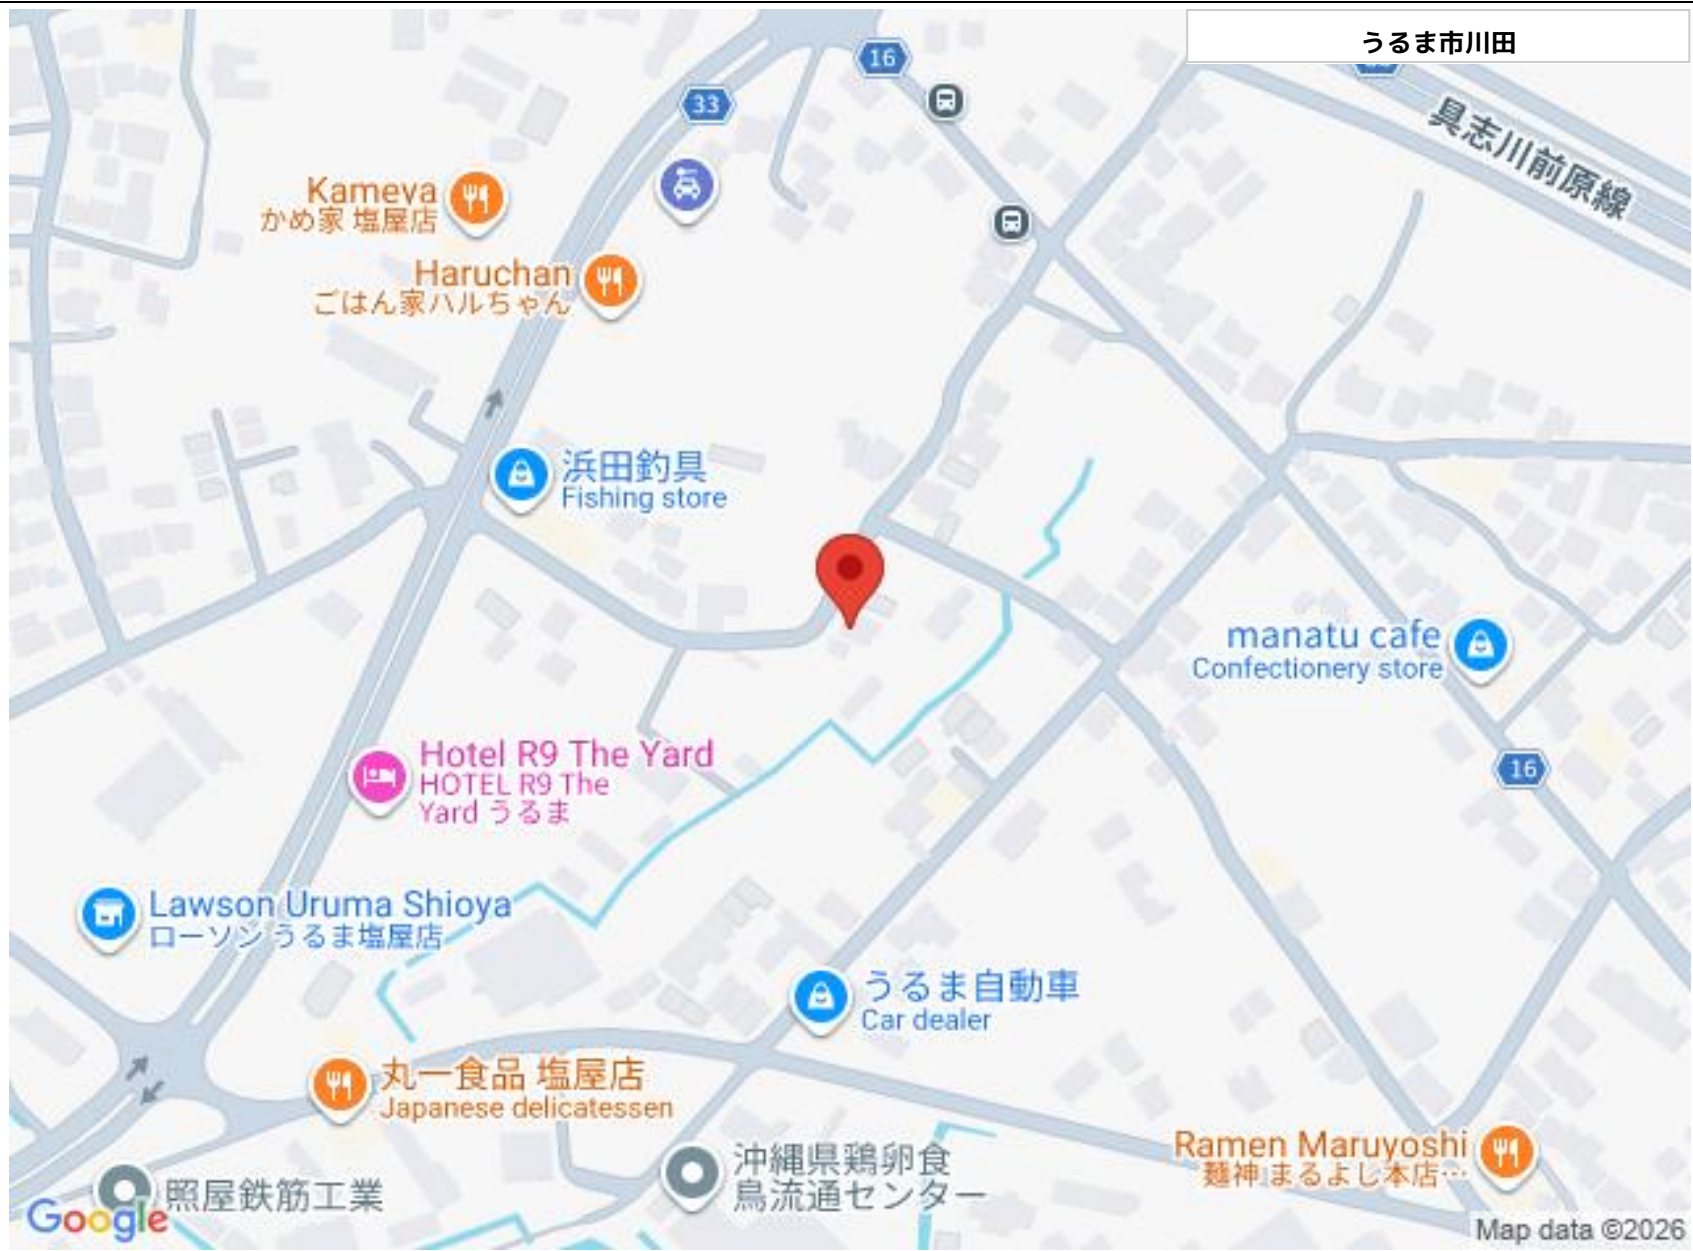 うるま市川田
16
33
具志川前原線
Kameya
かめ家 塩屋店
Haruchan
ごはん家ハルちゃん
浜田釣具
Fishing store
manatu cafe
Confectionery store
Hotel R9 The Yard
HOTEL R9 The
Yard うるま
16
Lawson Uruma Shioya
ローソン うるま塩屋店
うるま自動車
Car dealer
丸一食品 塩屋店
Japanese delicatessen
Ramen Maruyoshi
麺神 まるよし本店…
沖縄県鶏卵食
鳥流通センター
照屋鉄筋工業
Google
Map data ©2026